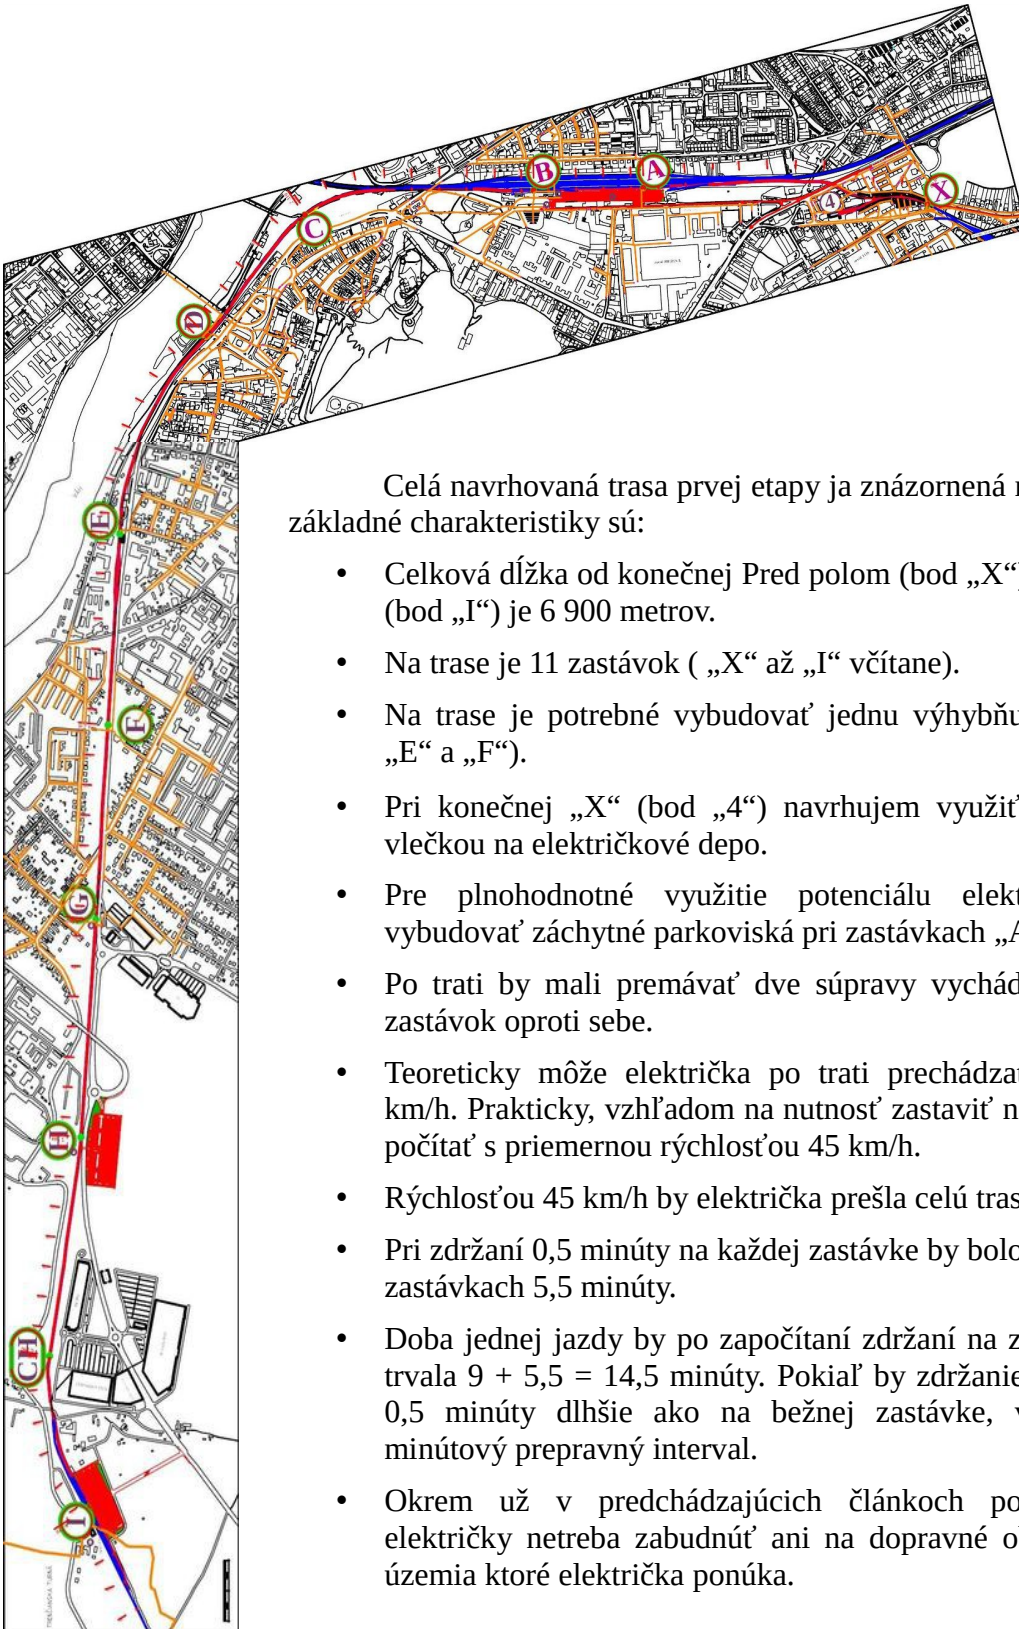 B
A
X
4
C
D
E
F
G
H
CH
I
TRENČIANSKA TURNÁ
Celá navrhovaná trasa prvej etapy ja znázornená
základné charakteristiky sú:
• Celková dĺžka od konečnej Pred polom (bod „X“)
(bod „I“) je 6 900 metrov.
• Na trase je 11 zastávok ( „X“ až „I“ včítane).
• Na trase je potrebné vybudovať jednu výhybňu
„E“ a „F“).
• Pri konečnej „X“ (bod „4“) navrhujem využiť
vlečkou na električkové depo.
• Pre plnohodnotné využitie potenciálu elekt
vybudovať záchytné parkoviská pri zastávkach „A
• Po trati by mali premávať dve súpravy vychád
zastávok oproti sebe.
• Teoreticky môže električka po trati prechádzať
km/h. Prakticky, vzhľadom na nutnosť zastaviť n
počítať s priemernou rýchlosťou 45 km/h.
• Rýchlosťou 45 km/h by električka prešla celú tras
• Pri zdržaní 0,5 minúty na každej zastávke by bolo
zastávkach 5,5 minúty.
• Doba jednej jazdy by po započítaní zdržaní na z
trvala 9 + 5,5 = 14,5 minúty. Pokiaľ by zdržanie
0,5 minúty dlhšie ako na bežnej zastávke, v
minútový prepravný interval.
• Okrem už v predchádzajúcich článkoch po
električky netreba zabudnúť ani na dopravné o
územia ktoré električka ponúka.